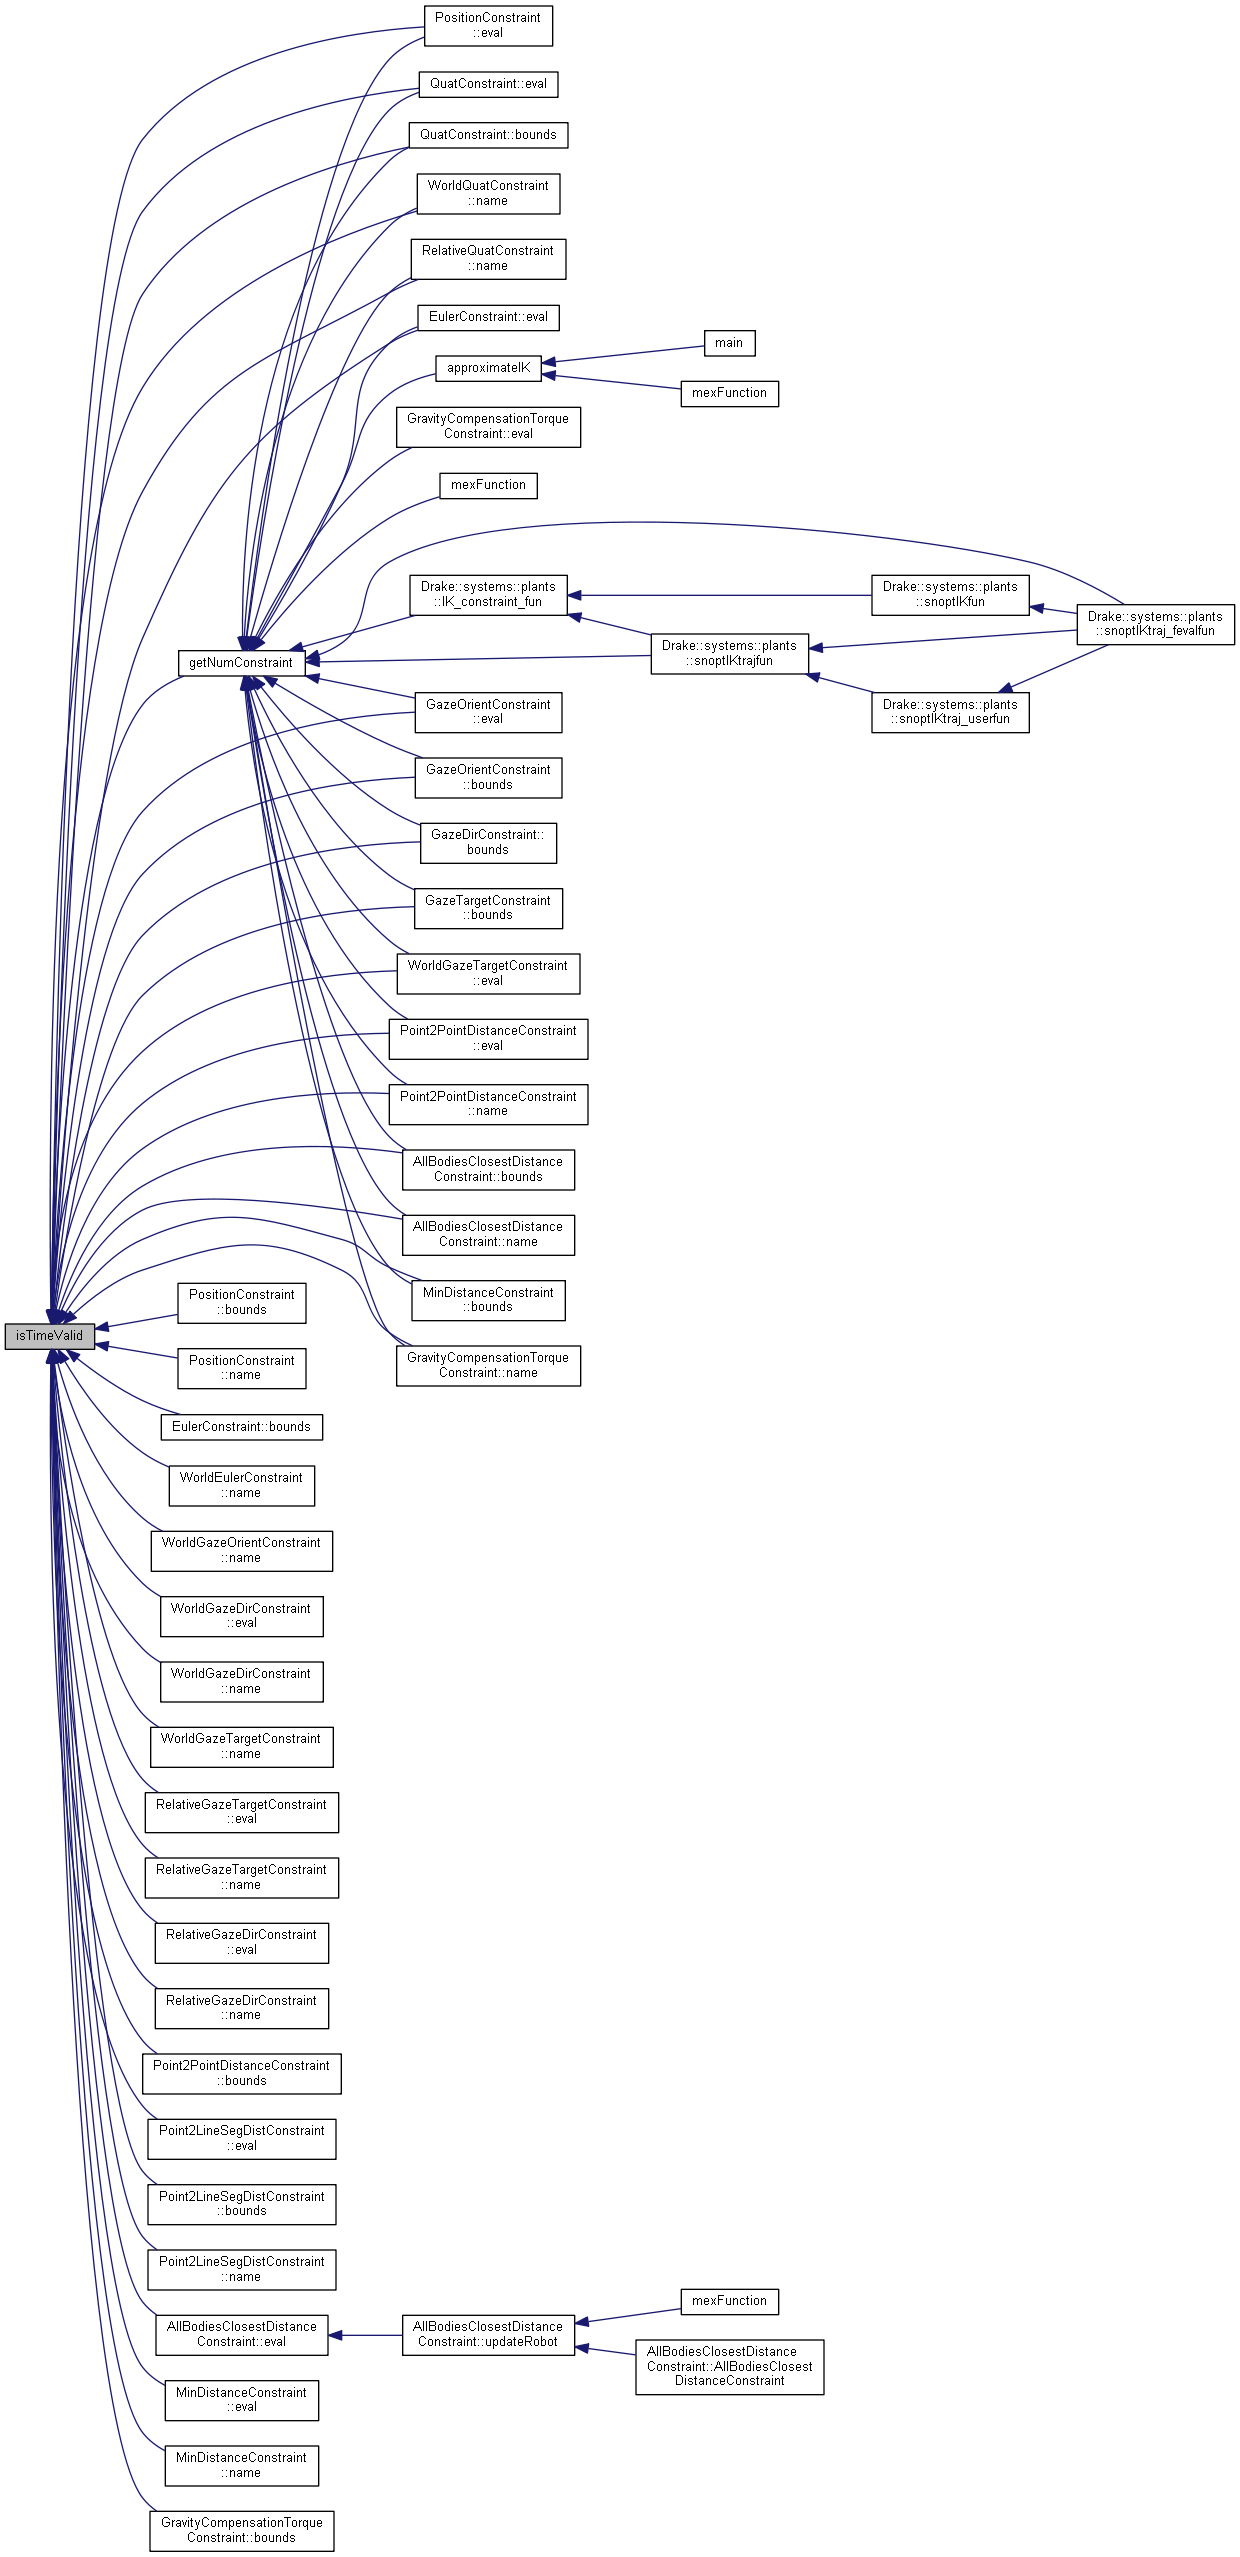 PositionConstraint
::eval
QuatConstraint::eval
QuatConstraint::bounds
WorldQuatConstraint
::name
RelativeQuatConstraint
::name
EulerConstraint::eval
main
approximateIK
mexFunction
GravityCompensationTorque
Constraint::eval
mexFunction
Drake::systems::plants
::IK_constraint_fun
Drake::systems::plants
::snoptIKfun
Drake::systems::plants
::snoptIKtraj_fevalfun
getNumConstraint
Drake::systems::plants
::snoptIKtrajfun
Drake::systems::plants
::snoptIKtraj_userfun
GazeOrientConstraint
::eval
GazeOrientConstraint
::bounds
GazeDirConstraint::
bounds
GazeTargetConstraint
::bounds
WorldGazeTargetConstraint
::eval
Point2PointDistanceConstraint
::eval
Point2PointDistanceConstraint
::name
AllBodiesClosestDistance
Constraint::bounds
AllBodiesClosestDistance
Constraint::name
MinDistanceConstraint
::bounds
PositionConstraint
::bounds
isTimeValid
GravityCompensationTorque
Constraint::name
PositionConstraint
::name
EulerConstraint::bounds
WorldEulerConstraint
::name
WorldGazeOrientConstraint
::name
WorldGazeDirConstraint
::eval
WorldGazeDirConstraint
::name
WorldGazeTargetConstraint
::name
RelativeGazeTargetConstraint
::eval
RelativeGazeTargetConstraint
::name
RelativeGazeDirConstraint
::eval
RelativeGazeDirConstraint
::name
Point2PointDistanceConstraint
::bounds
Point2LineSegDistConstraint
::eval
Point2LineSegDistConstraint
::bounds
Point2LineSegDistConstraint
::name
mexFunction
AllBodiesClosestDistance
Constraint::eval
AllBodiesClosestDistance
Constraint::updateRobot
AllBodiesClosestDistance
Constraint::AllBodiesClosest
DistanceConstraint
MinDistanceConstraint
::eval
MinDistanceConstraint
::name
GravityCompensationTorque
Constraint::bounds